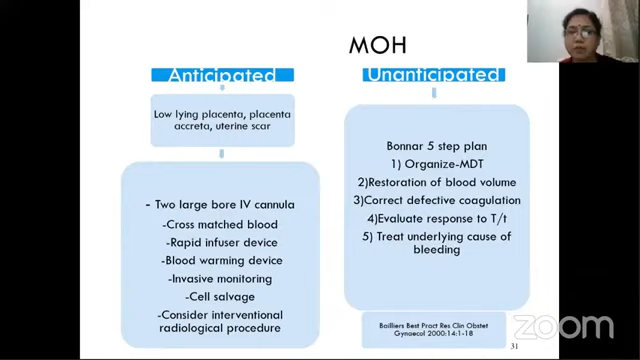 MOH
Anticipated
Low lying placenta, placenta
accreta, uterine scar
- Two large bore IV cannula
-Cross matched blood
-Rapid infuser device
-Blood warming device
-Invasive monitoring
-Cell salvage
-Consider interventional
radiological procedure
Unanticipated
Bonnar 5 step plan
1) Organize-MDT
2)Restoration of blood volume
3)Correct defective coagulation
4)Evaluate response to T/t
5) Treat underlying cause of
bleeding
Bailliers Best Pract Res Clin Obstet
Gynaecol 2000:14:1-18
31
zoom